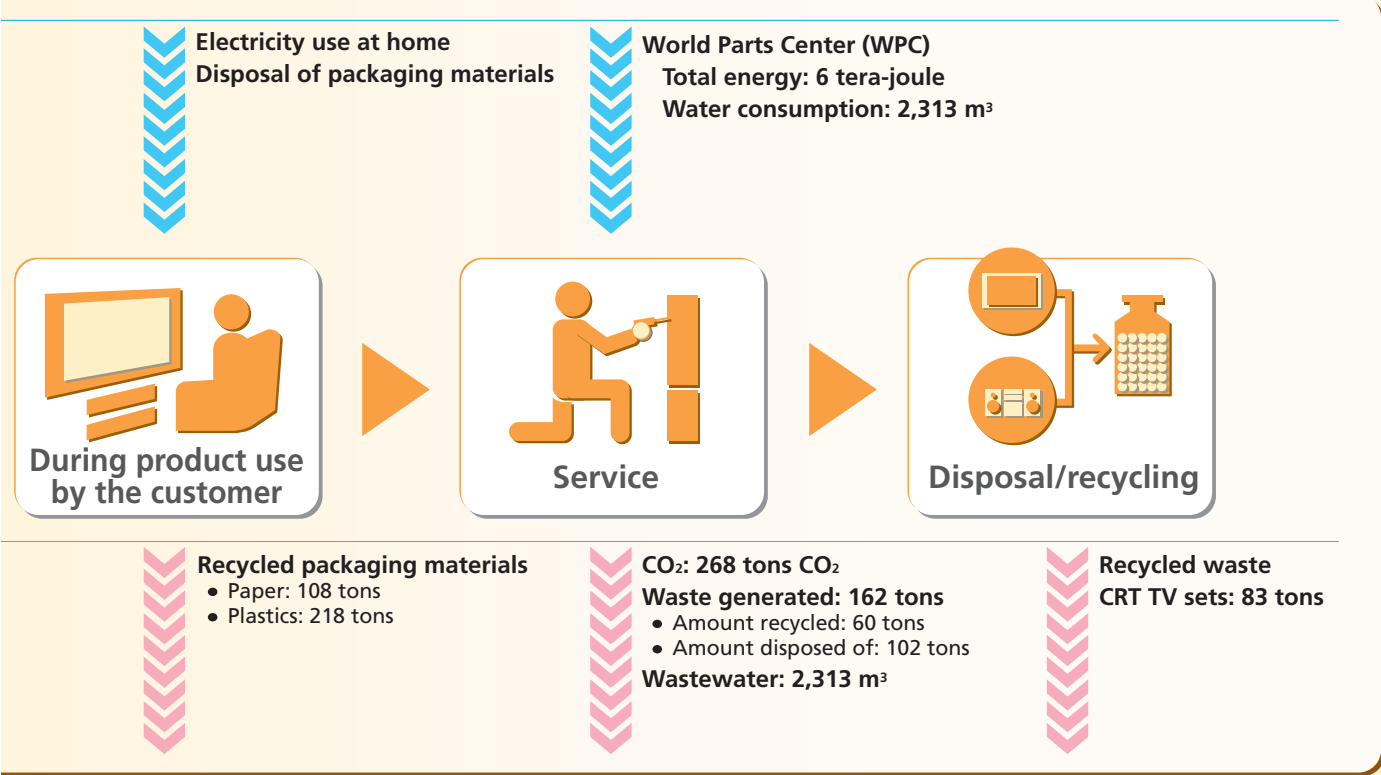 Electricity use at home
Disposal of packaging materials
World Parts Center (WPC)
Total energy: 6 tera-joule
Water consumption: 2,313 m³
During product use
by the customer
Service
Disposal/recycling
Recycled packaging materials
• Paper: 108 tons
• Plastics: 218 tons
CO₂: 268 tons CO₂
Waste generated: 162 tons
• Amount recycled: 60 tons
• Amount disposed of: 102 tons
Wastewater: 2,313 m³
Recycled waste
CRT TV sets: 83 tons